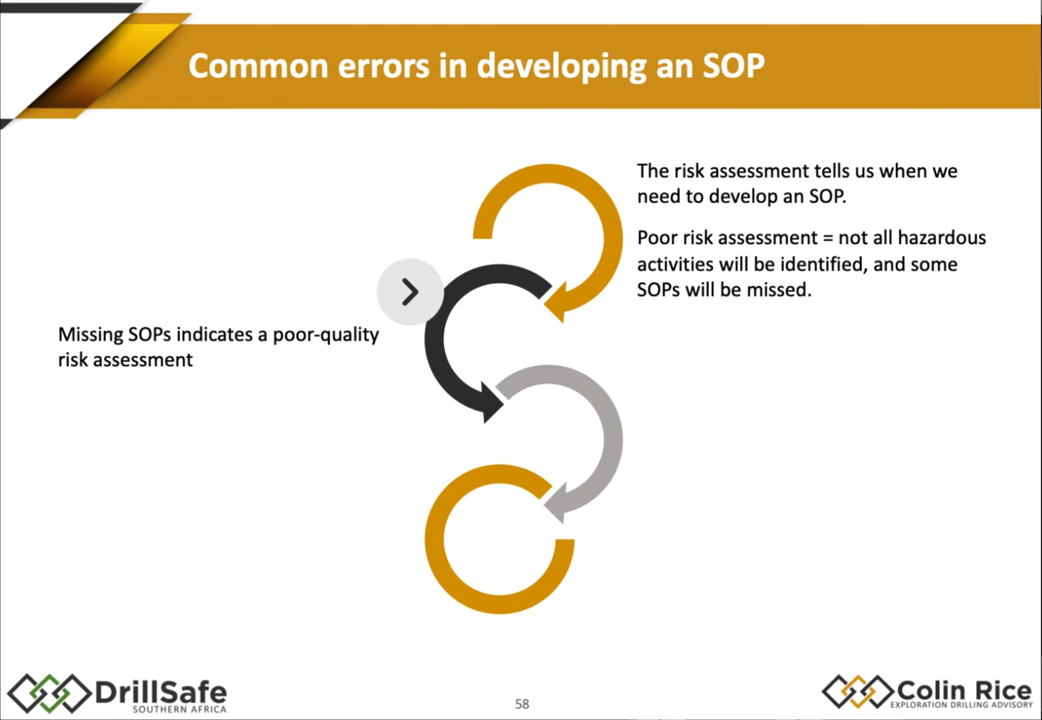 Common errors in developing an SOP
The risk assessment tells us when we
need to develop an SOP.
Poor risk assessment = not all hazardous
activities will be identified, and some
SOPs will be missed.
Missing SOPs indicates a poor-quality
risk assessment
DrillSafe
SOUTHERN AFRICA
58
Colin Rice
EXPLORATION DRILLING ADVISORY